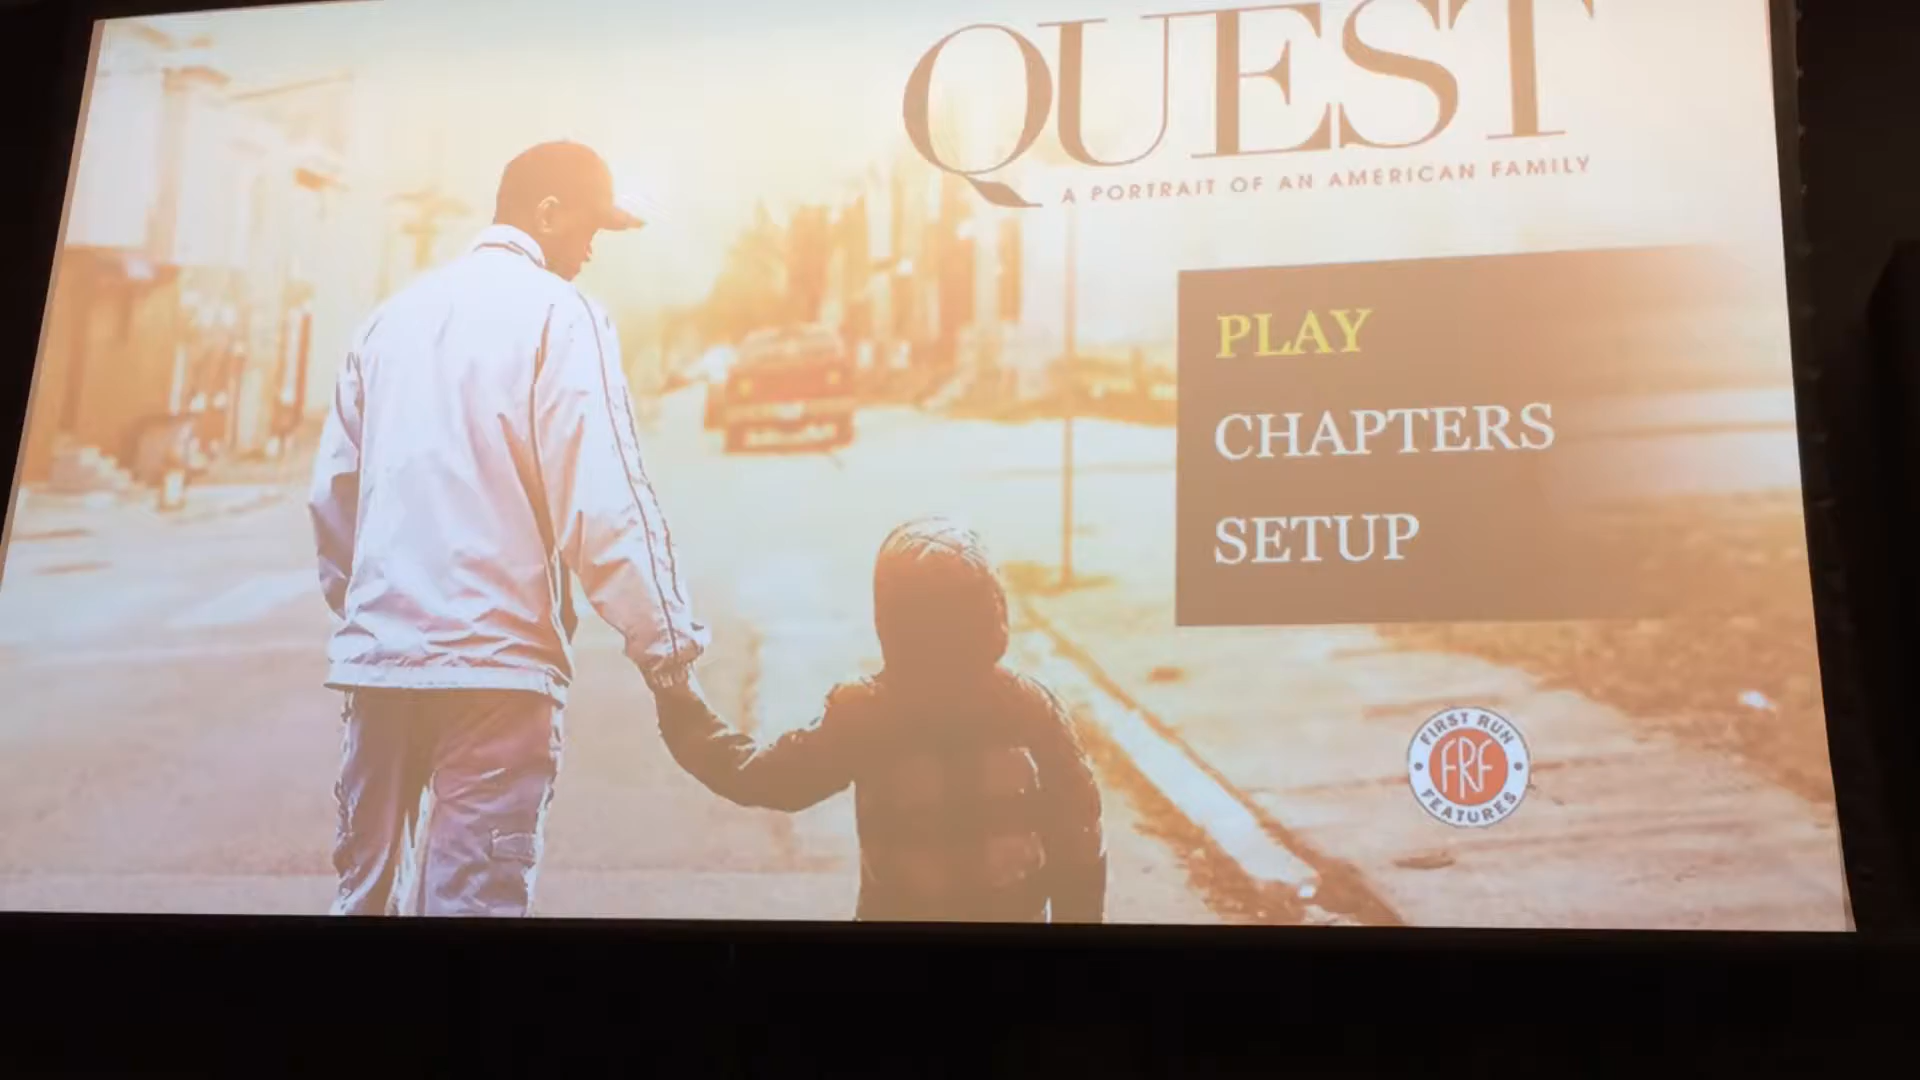 QUEST
A PORTRAIT OF AN AMERICAN FAMILY
PLAY
CHAPTERS
SETUP
FIRST RUN
FRF
FEATURES